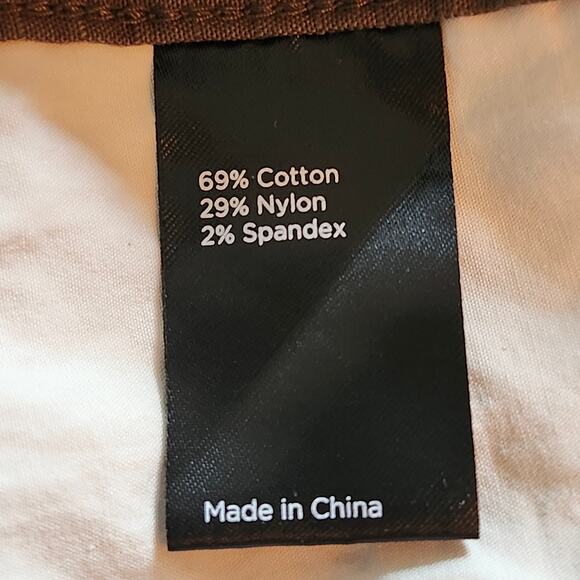 69% Cotton
29% Nylon
2% Spandex
Made in China